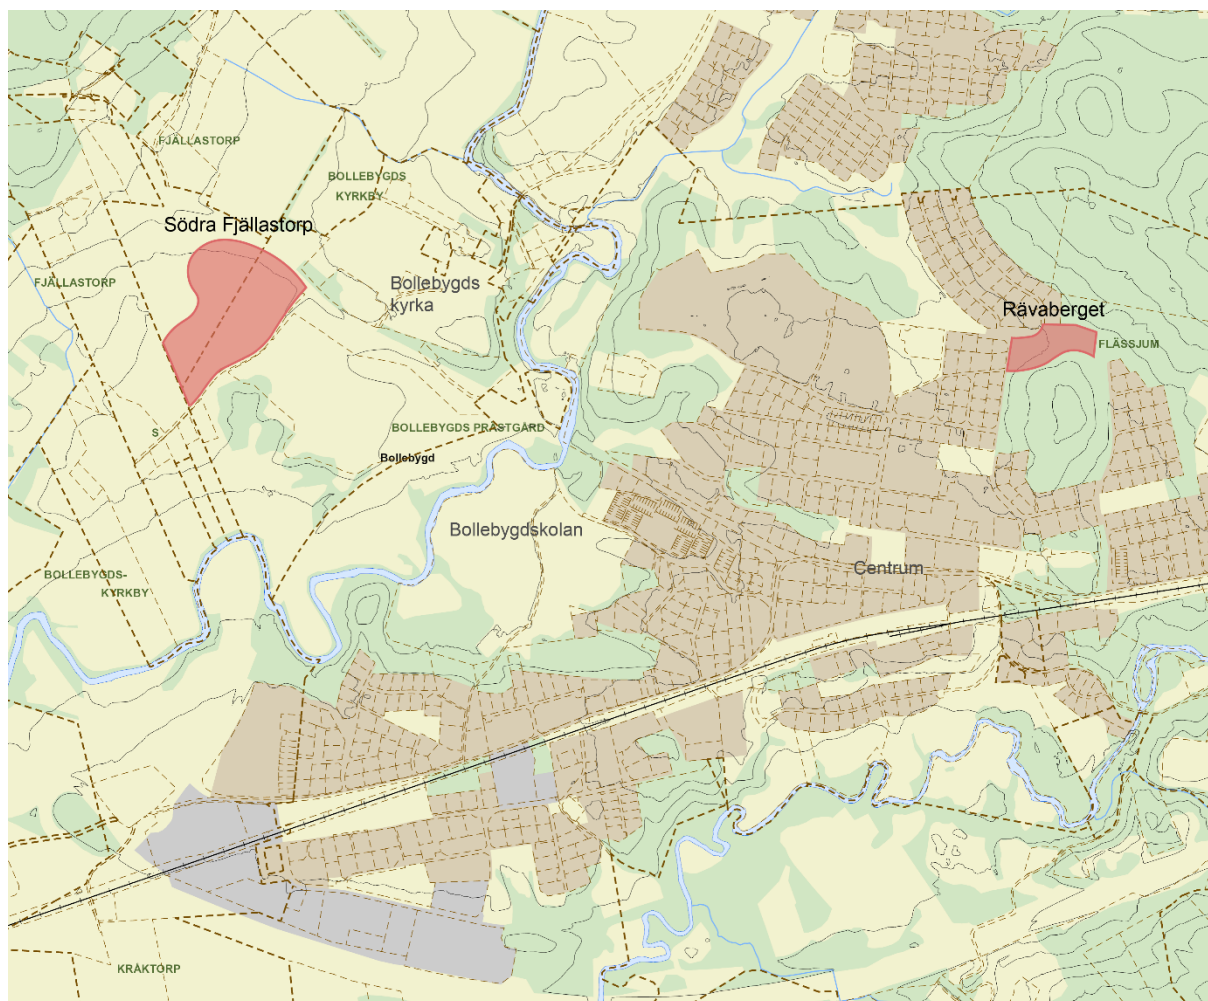 FJÄLLASTORP
BOLLEBYGDS
KYRKBY
Södra Fjällastorp
FJÄLLASTORP
Bollebygds
kyrka
Rävaberget
FLÄSSJUM
S
BOLLEBYGDS PRÄSTGÅRD
Bollebygd
Bollebygdskolan
Centrum
BOLLEBYGDS-
KYRKBY
KRÅKTORP